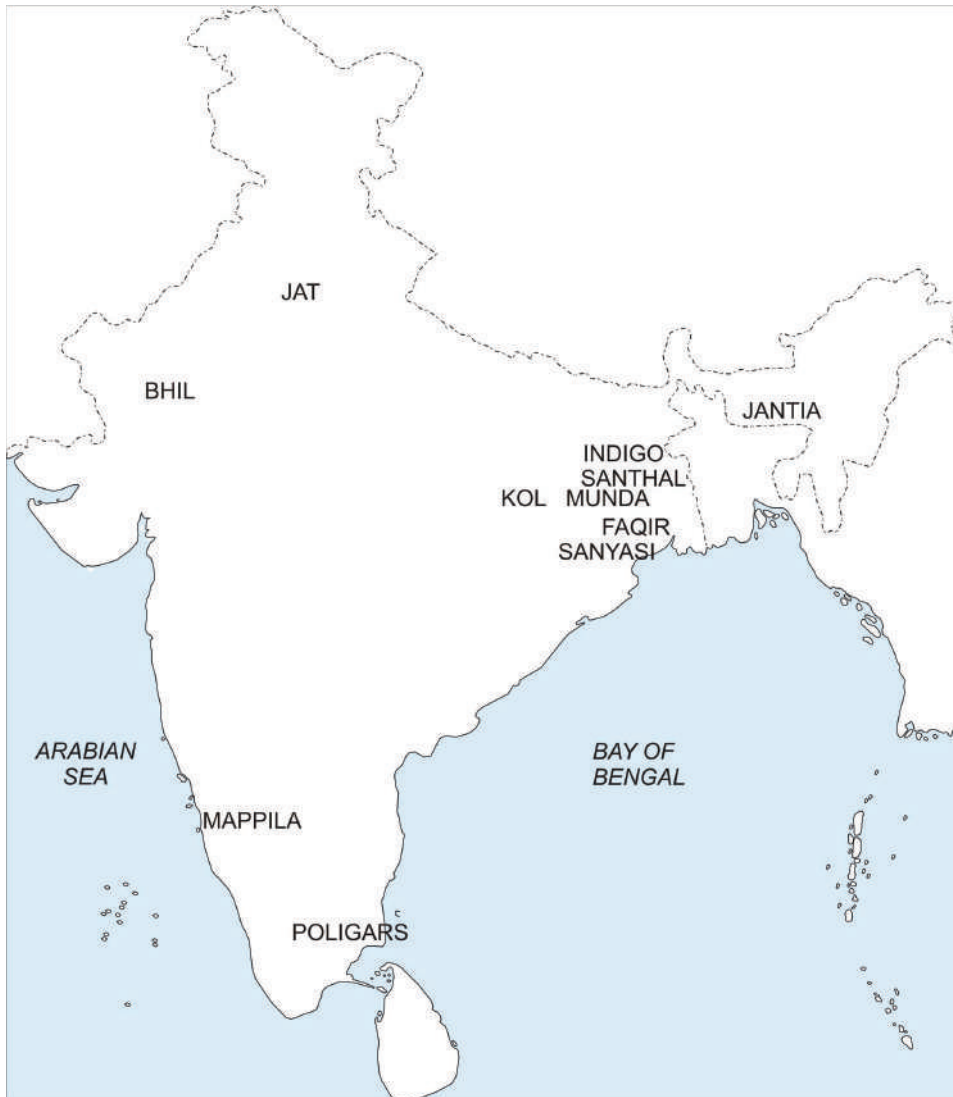 JAT
BHIL
JANTIA
INDIGO
SANTHAL
KOL MUNDA
FAQIR
SANYASI
ARABIAN
SEA
BAY OF
BENGAL
MAPPILA
POLIGARS